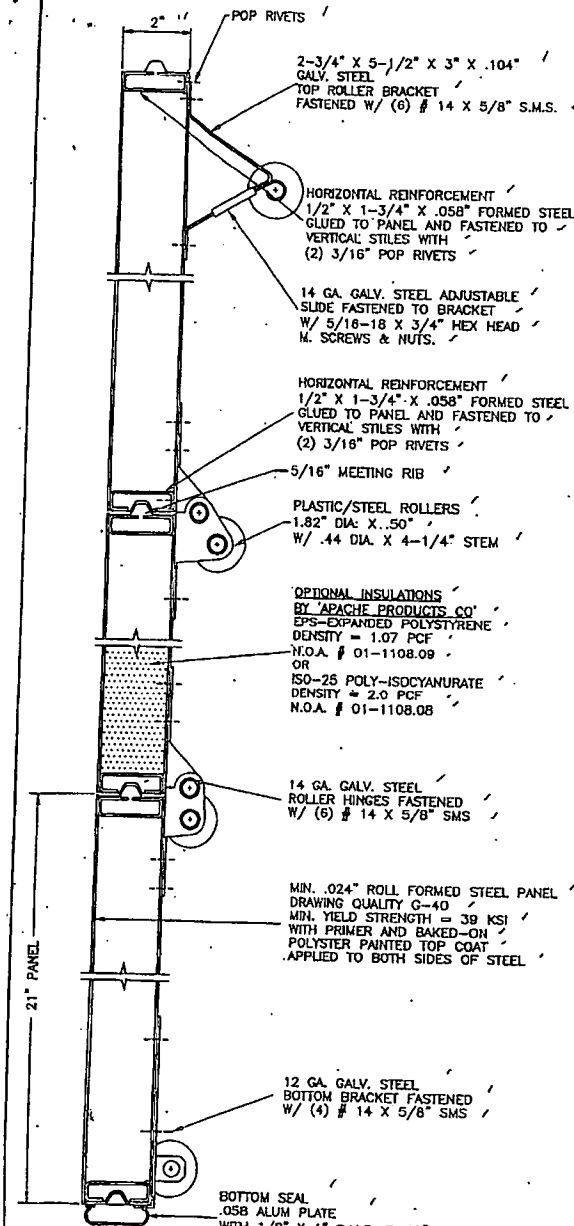 POP RIVETS
2"
2-3/4" X 5-1/2" X 3" X .104"
GALV. STEEL
TOP ROLLER BRACKET
FASTENED W/ (6) # 14 X 5/8" S.M.S.
HORIZONTAL REINFORCEMENT
1/2" X 1-3/4" X .058" FORMED STEEL
GLUED TO PANEL AND FASTENED TO
VERTICAL STILES WITH
(2) 3/16" POP RIVETS
14 GA. GALV. STEEL ADJUSTABLE
SLIDE FASTENED TO BRACKET
W/ 5/16-18 X 3/4" HEX HEAD
M. SCREWS & NUTS.
HORIZONTAL REINFORCEMENT
1/2" X 1-3/4" X .058" FORMED STEEL
GLUED TO PANEL AND FASTENED TO
VERTICAL STILES WITH
(2) 3/16" POP RIVETS
5/16" MEETING RIB
PLASTIC/STEEL ROLLERS
1.82" DIA: X .50"
W/ .44 DIA. X 4-1/4" STEM
OPTIONAL INSULATIONS
BY 'APACHE PRODUCTS CO'
EPS-EXPANDED POLYSTYRENE
DENSITY = 1.07 PCF
N.O.A. # 01-1108.09
OR
ISO-25 POLY-ISOCYANURATE
DENSITY = 2.0 PCF
N.O.A. # 01-1108.08
14 GA. GALV. STEEL
ROLLER HINGES FASTENED
W/ (6) # 14 X 5/8" SMS
MIN. .024" ROLL FORMED STEEL PANEL
DRAWING QUALITY G-40
MIN. YIELD STRENGTH = 39 KSI
WITH PRIMER AND BAKED-ON
POLYSTER PAINTED TOP COAT
APPLIED TO BOTH SIDES OF STEEL
21" PANEL
12 GA. GALV. STEEL
BOTTOM BRACKET FASTENED
W/ (4) # 14 X 5/8" SMS
BOTTOM SEAL
.058 ALUM PLATE
WITH 1/8" X 4"